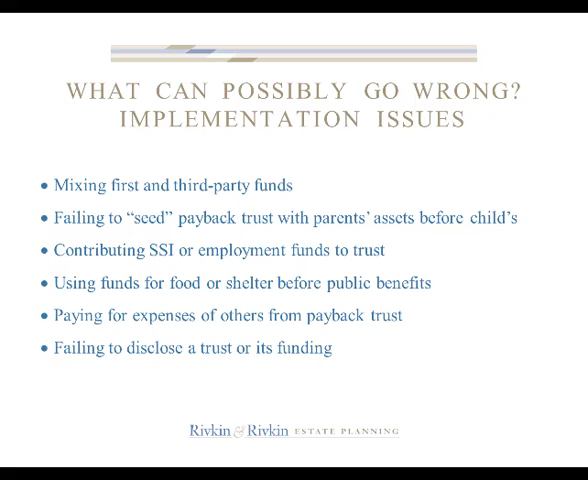 WHAT CAN POSSIBLY GO WRONG?
IMPLEMENTATION ISSUES
• Mixing first and third-party funds
• Failing to “seed” payback trust with parents’ assets before child’s
• Contributing SSI or employment funds to trust
• Using funds for food or shelter before public benefits
• Paying for expenses of others from payback trust
• Failing to disclose a trust or its funding
Rivkin & Rivkin ESTATE PLANNING